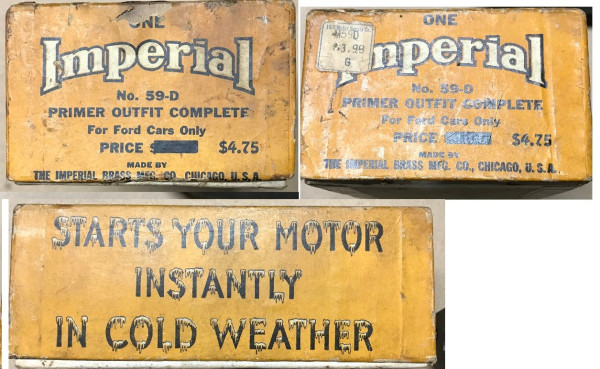 ONE
Imperial
No. 59-D
PRIMER OUTFIT COMPLETE
For Ford Cars Only
PRICE $ $4.75
MADE BY
THE IMPERIAL BRASS MFG. CO., CHICAGO, U.S.A.
ONE
M59D
3.98
G
Imperial
No. 59-D
PRIMER OUTFIT COMPLETE
For Ford Cars Only
PRICE $4.75
MADE BY
THE IMPERIAL BRASS MFG. CO., CHICAGO, U.S.A.
STARTS YOUR MOTOR
INSTANTLY
IN COLD WEATHER